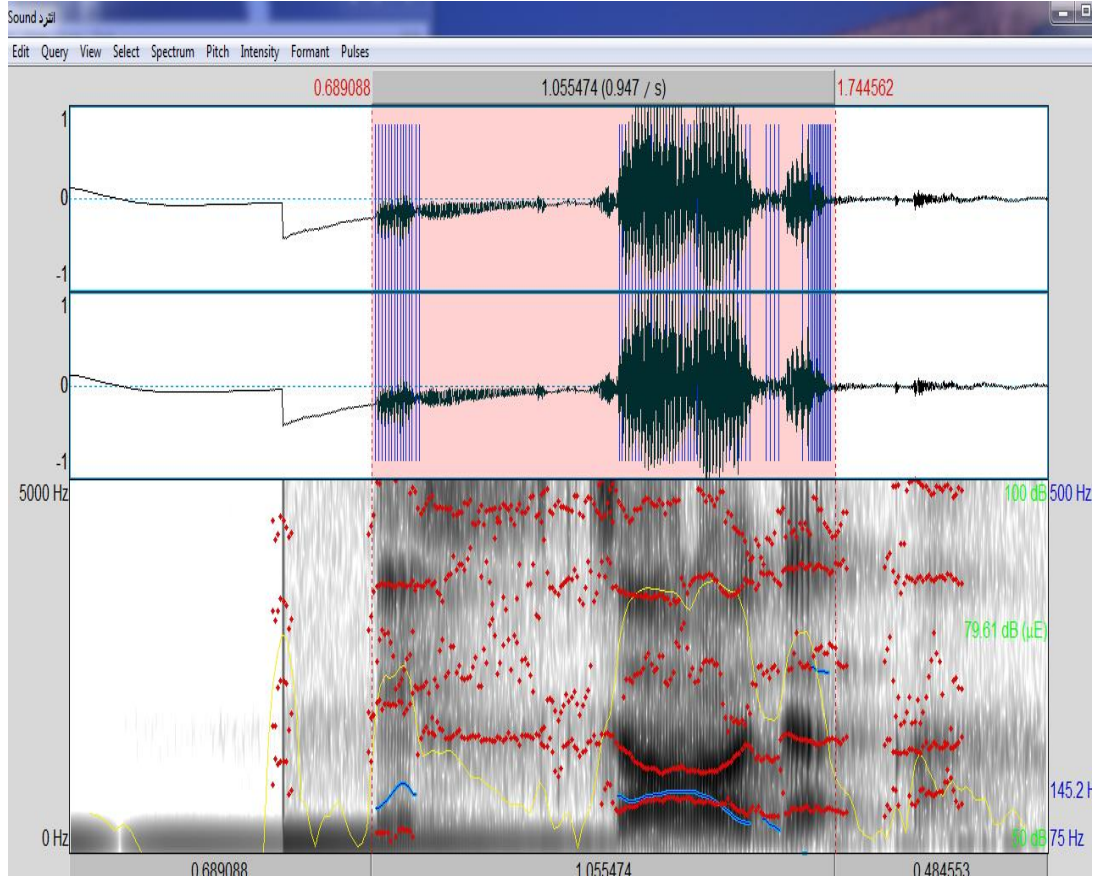 Sound انثرد
Edit Query View Select Spectrum Pitch Intensity Formant Pulses
0.689088 1.055474 (0.947 / s) 1.744562
1
0
-1
1
0
-1
5000 Hz 100 dB 500 Hz
79.61 dB (µE)
145.2 H
0 Hz 50 dB 75 Hz
0.689088 1.055474 0.484553